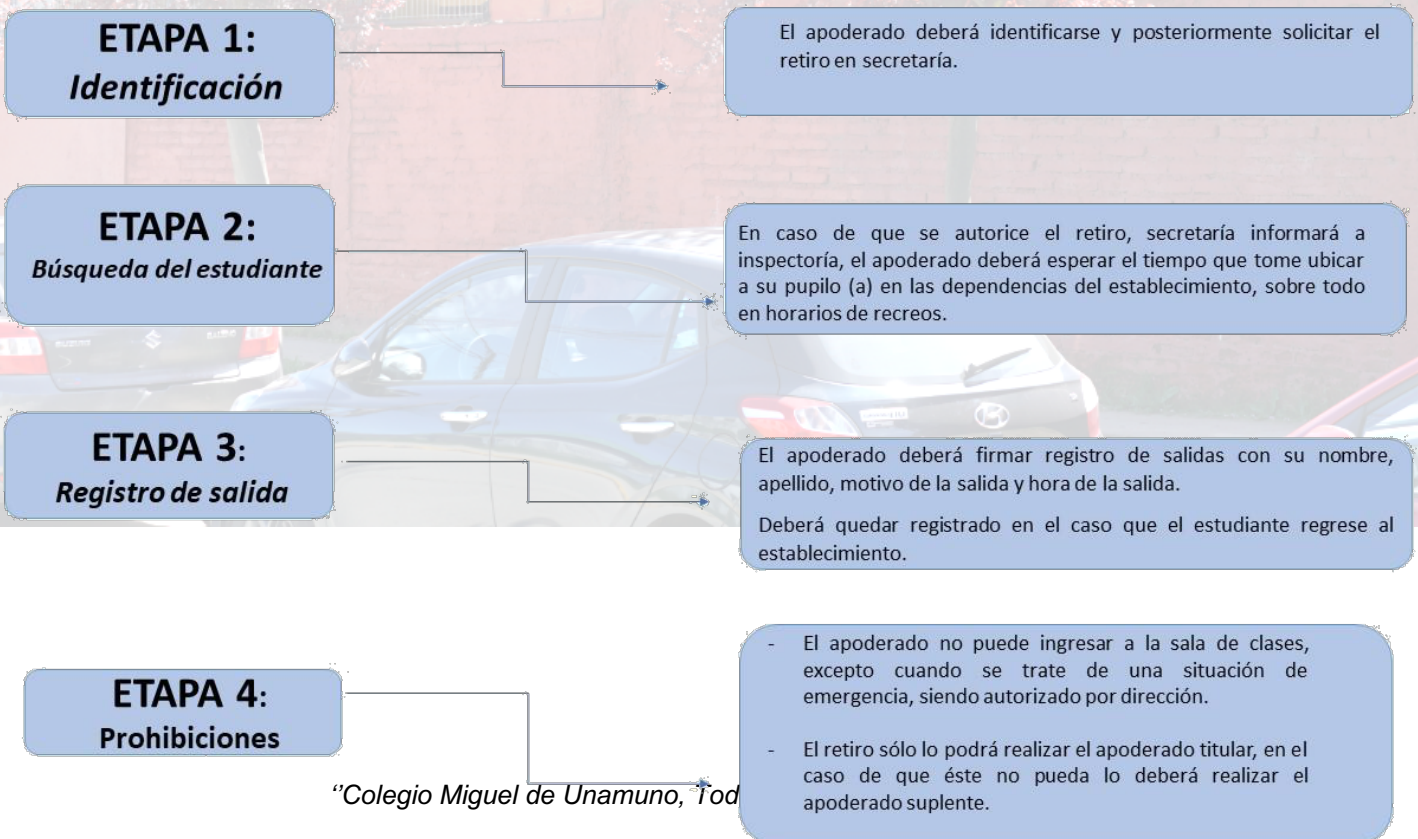 ETAPA 1:
Identificación
El apoderado deberá identificarse y posteriormente solicitar el
retiro en secretaría.
ETAPA 2:
Búsqueda del estudiante
En caso de que se autorice el retiro, secretaría informará a
inspectoría, el apoderado deberá esperar el tiempo que tome ubicar
a su pupilo (a) en las dependencias del establecimiento, sobre todo
en horarios de recreos.
ETAPA 3:
Registro de salida
El apoderado deberá firmar registro de salidas con su nombre,
apellido, motivo de la salida y hora de la salida.
Deberá quedar registrado en el caso que el estudiante regrese al
establecimiento.
ETAPA 4:
Prohibiciones
- El apoderado no puede ingresar a la sala de clases,
excepto cuando se trate de una situación de
emergencia, siendo autorizado por dirección.
- El retiro sólo lo podrá realizar el apoderado titular, en el
caso de que éste no pueda lo deberá realizar el
apoderado suplente.
‘’Colegio Miguel de Unamuno, Tod